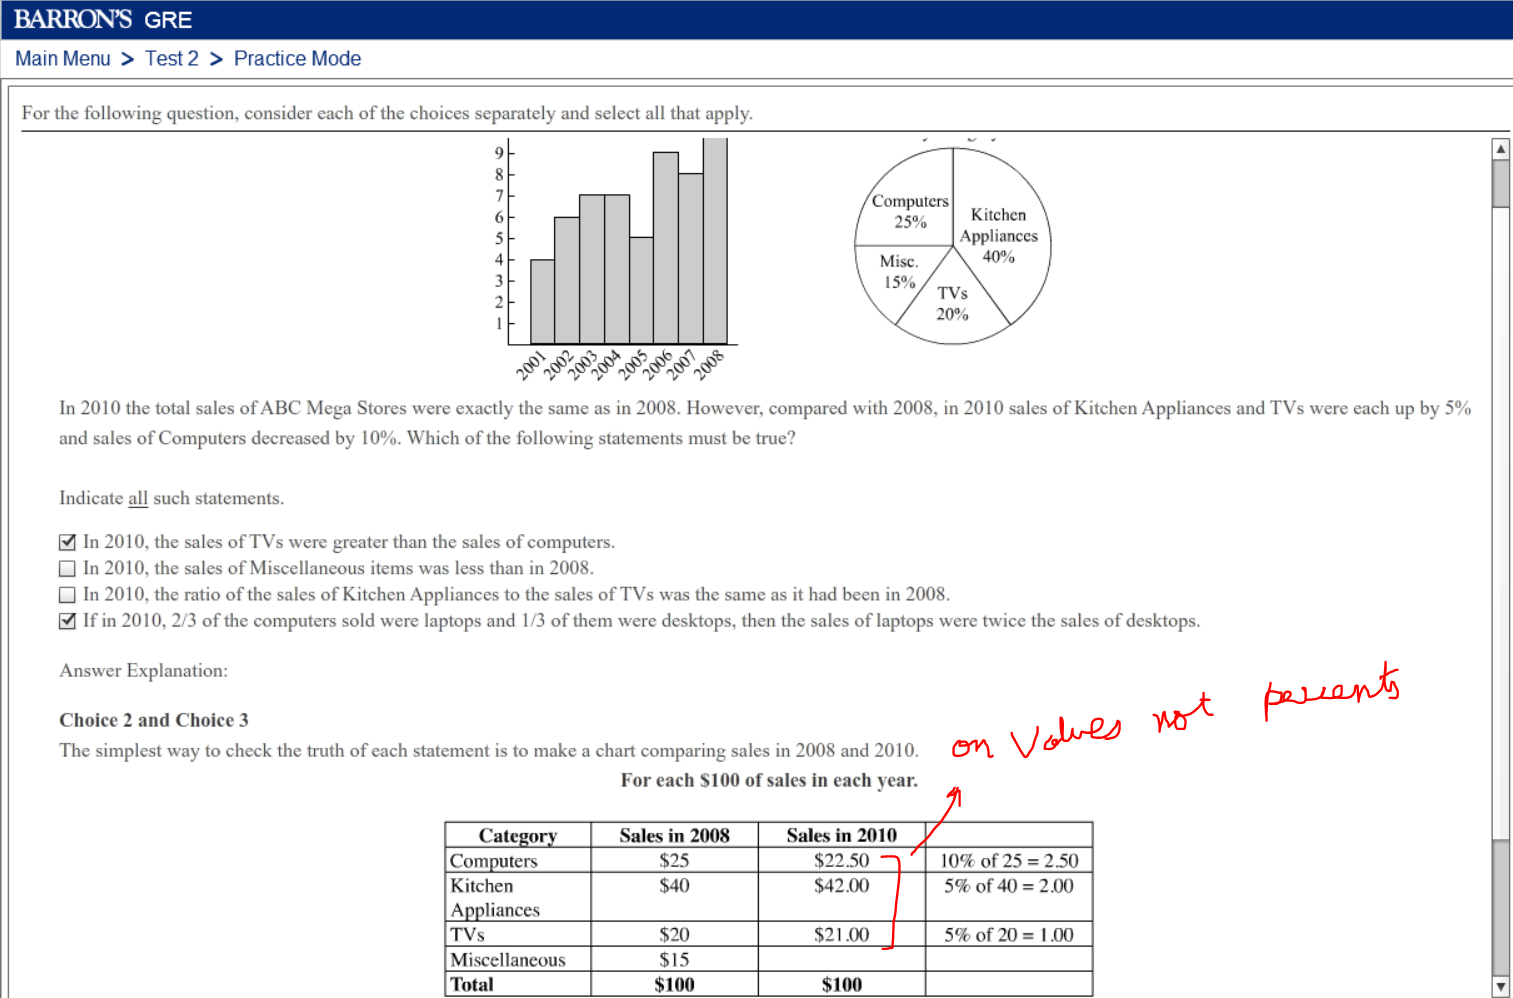 BARRON'S GRE
Main Menu > Test 2 > Practice Mode
For the following question, consider each of the choices separately and select all that apply.
9
8
7
6
5
4
3
2
1
2001
2002
2003
2004
2005
2006
2007
2008
Computers
25%
Kitchen
Appliances
40%
Misc.
15%
TVs
20%
In 2010 the total sales of ABC Mega Stores were exactly the same as in 2008. However, compared with 2008, in 2010 sales of Kitchen Appliances and TVs were each up by 5%
and sales of Computers decreased by 10%. Which of the following statements must be true?
Indicate all such statements.
In 2010, the sales of TVs were greater than the sales of computers.
In 2010, the sales of Miscellaneous items was less than in 2008.
In 2010, the ratio of the sales of Kitchen Appliances to the sales of TVs was the same as it had been in 2008.
If in 2010, 2/3 of the computers sold were laptops and 1/3 of them were desktops, then the sales of laptops were twice the sales of desktops.
Answer Explanation:
Choice 2 and Choice 3
The simplest way to check the truth of each statement is to make a chart comparing sales in 2008 and 2010.
on Values not percents
For each $100 of sales in each year.
Category Sales in 2008 Sales in 2010
Computers $25 $22.50 10% of 25 = 2.50
Kitchen $40 $42.00 5% of 40 = 2.00
Appliances
TVs $20 $21.00 5% of 20 = 1.00
Miscellaneous $15
Total $100 $100